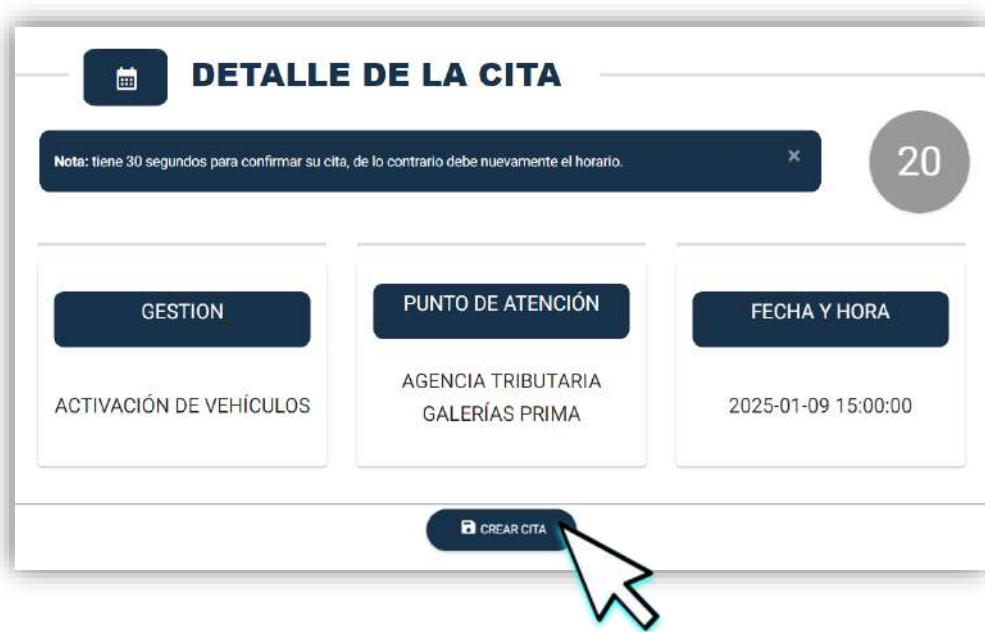 DETALLE DE LA CITA
Nota: tiene 30 segundos para confirmar su cita, de lo contrario debe nuevamente el horario.
×
20
GESTION
ACTIVACIÓN DE VEHÍCULOS
PUNTO DE ATENCIÓN
AGENCIA TRIBUTARIA
GALERÍAS PRIMA
FECHA Y HORA
2025-01-09 15:00:00
CREAR CITA